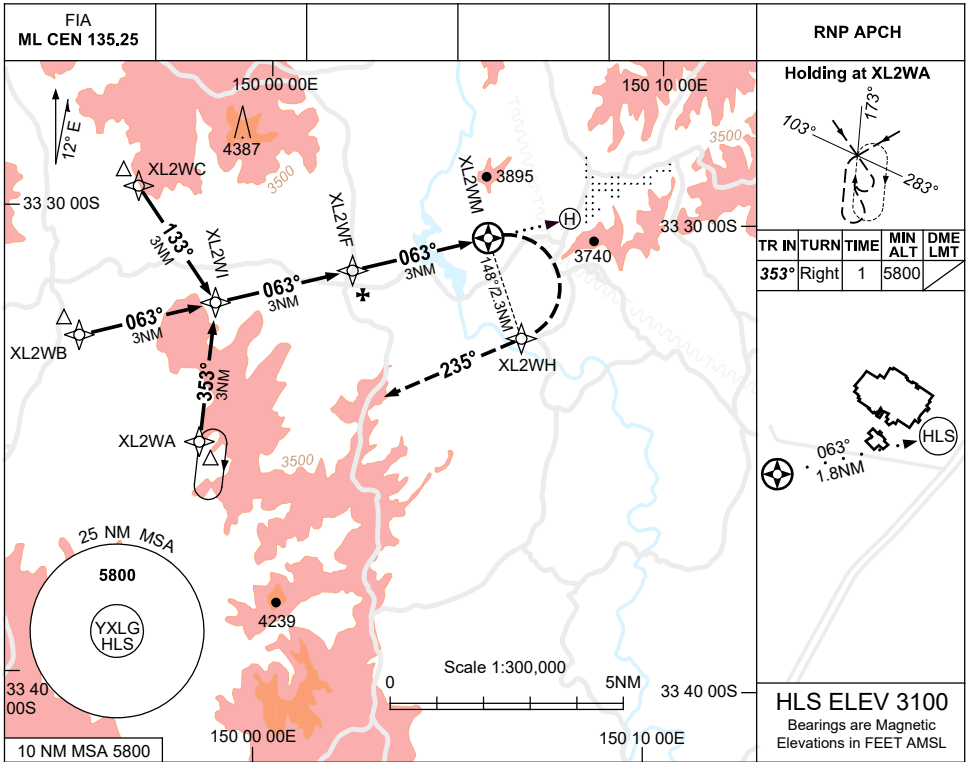 FIA
ML CEN 135.25
RNP APCH
150 00 00E
150 10 00E
12° E
4387
3500
XL2WC
3500
3895
XL2WM
XL2WF
33 30 00S
33 30 00S
133°
3NM
XL2WI
H
3740
063°
3NM
063°
3NM
063°
3NM
148°/2.3NM
XL2WB
XL2WH
235°
353°
3NM
XL2WA
3500
25 NM MSA
5800
YXLG
HLS
4239
Scale 1:300,000
0
5NM
33 40
00S
33 40 00S
150 00 00E
150 10 00E
10 NM MSA 5800
Holding at XL2WA
173°
103°
283°
TR IN TURN TIME MIN ALT DME LMT
353° Right 1 5800
063°
1.8NM
HLS
HLS ELEV 3100
Bearings are Magnetic
Elevations in FEET AMSL